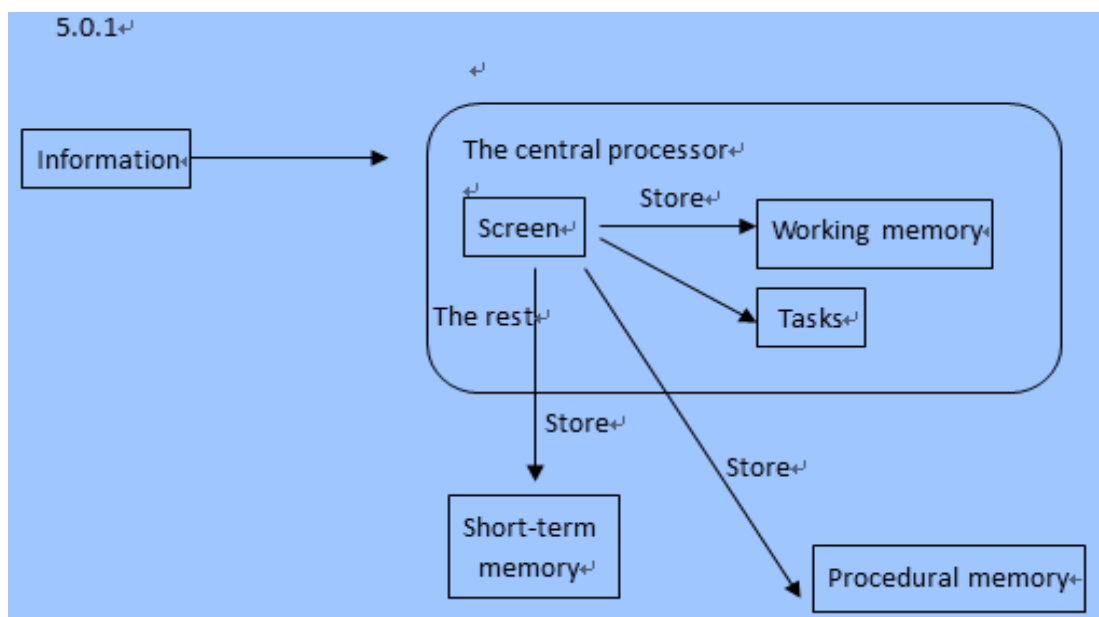 5.0.1
Information
The central processor
Store
Screen
Working memory
The rest
Tasks
Store
Store
Short-term
memory
Procedural memory